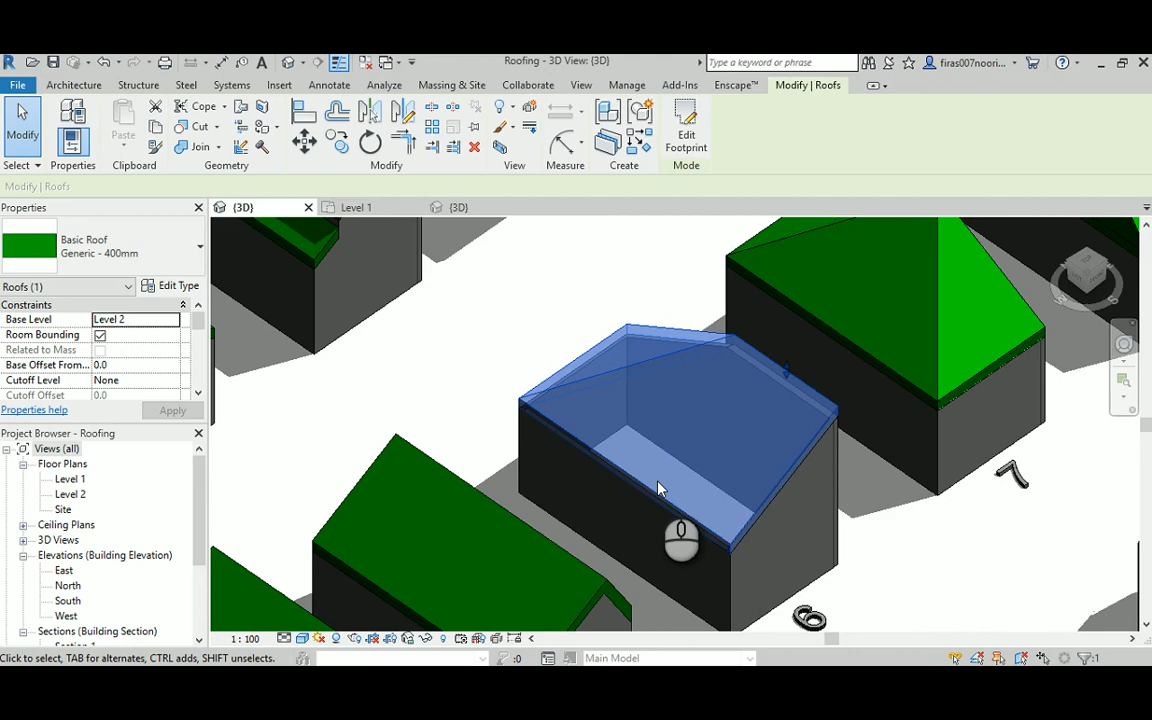 Roofing - 3D View: {3D}
Type a keyword or phrase
firas007noori...
File
Architecture
Structure
Steel
Systems
Insert
Annotate
Analyze
Massing & Site
Collaborate
View
Manage
Add-Ins
Enscape™
Modify | Roofs
Modify
Paste
Cope
Cut
Join
Edit
Footprint
Select
Properties
Clipboard
Geometry
Modify
View
Measure
Create
Mode
Modify | Roofs
Properties
{3D}
Level 1
{3D}
Basic Roof
Generic - 400mm
Roofs (1)
Edit Type
Constraints
Base Level
Level 2
Room Bounding
Related to Mass
Base Offset From...
0.0
Cutoff Level
None
Cutoff Offset
0.0
Properties help
Apply
Project Browser - Roofing
Views (all)
Floor Plans
Level 1
Level 2
Site
Ceiling Plans
3D Views
Elevations (Building Elevation)
East
North
South
West
Sections (Building Section)
7
6
1 : 100
Click to select, TAB for alternates, CTRL adds, SHIFT unselects.
:0
Main Model
:1